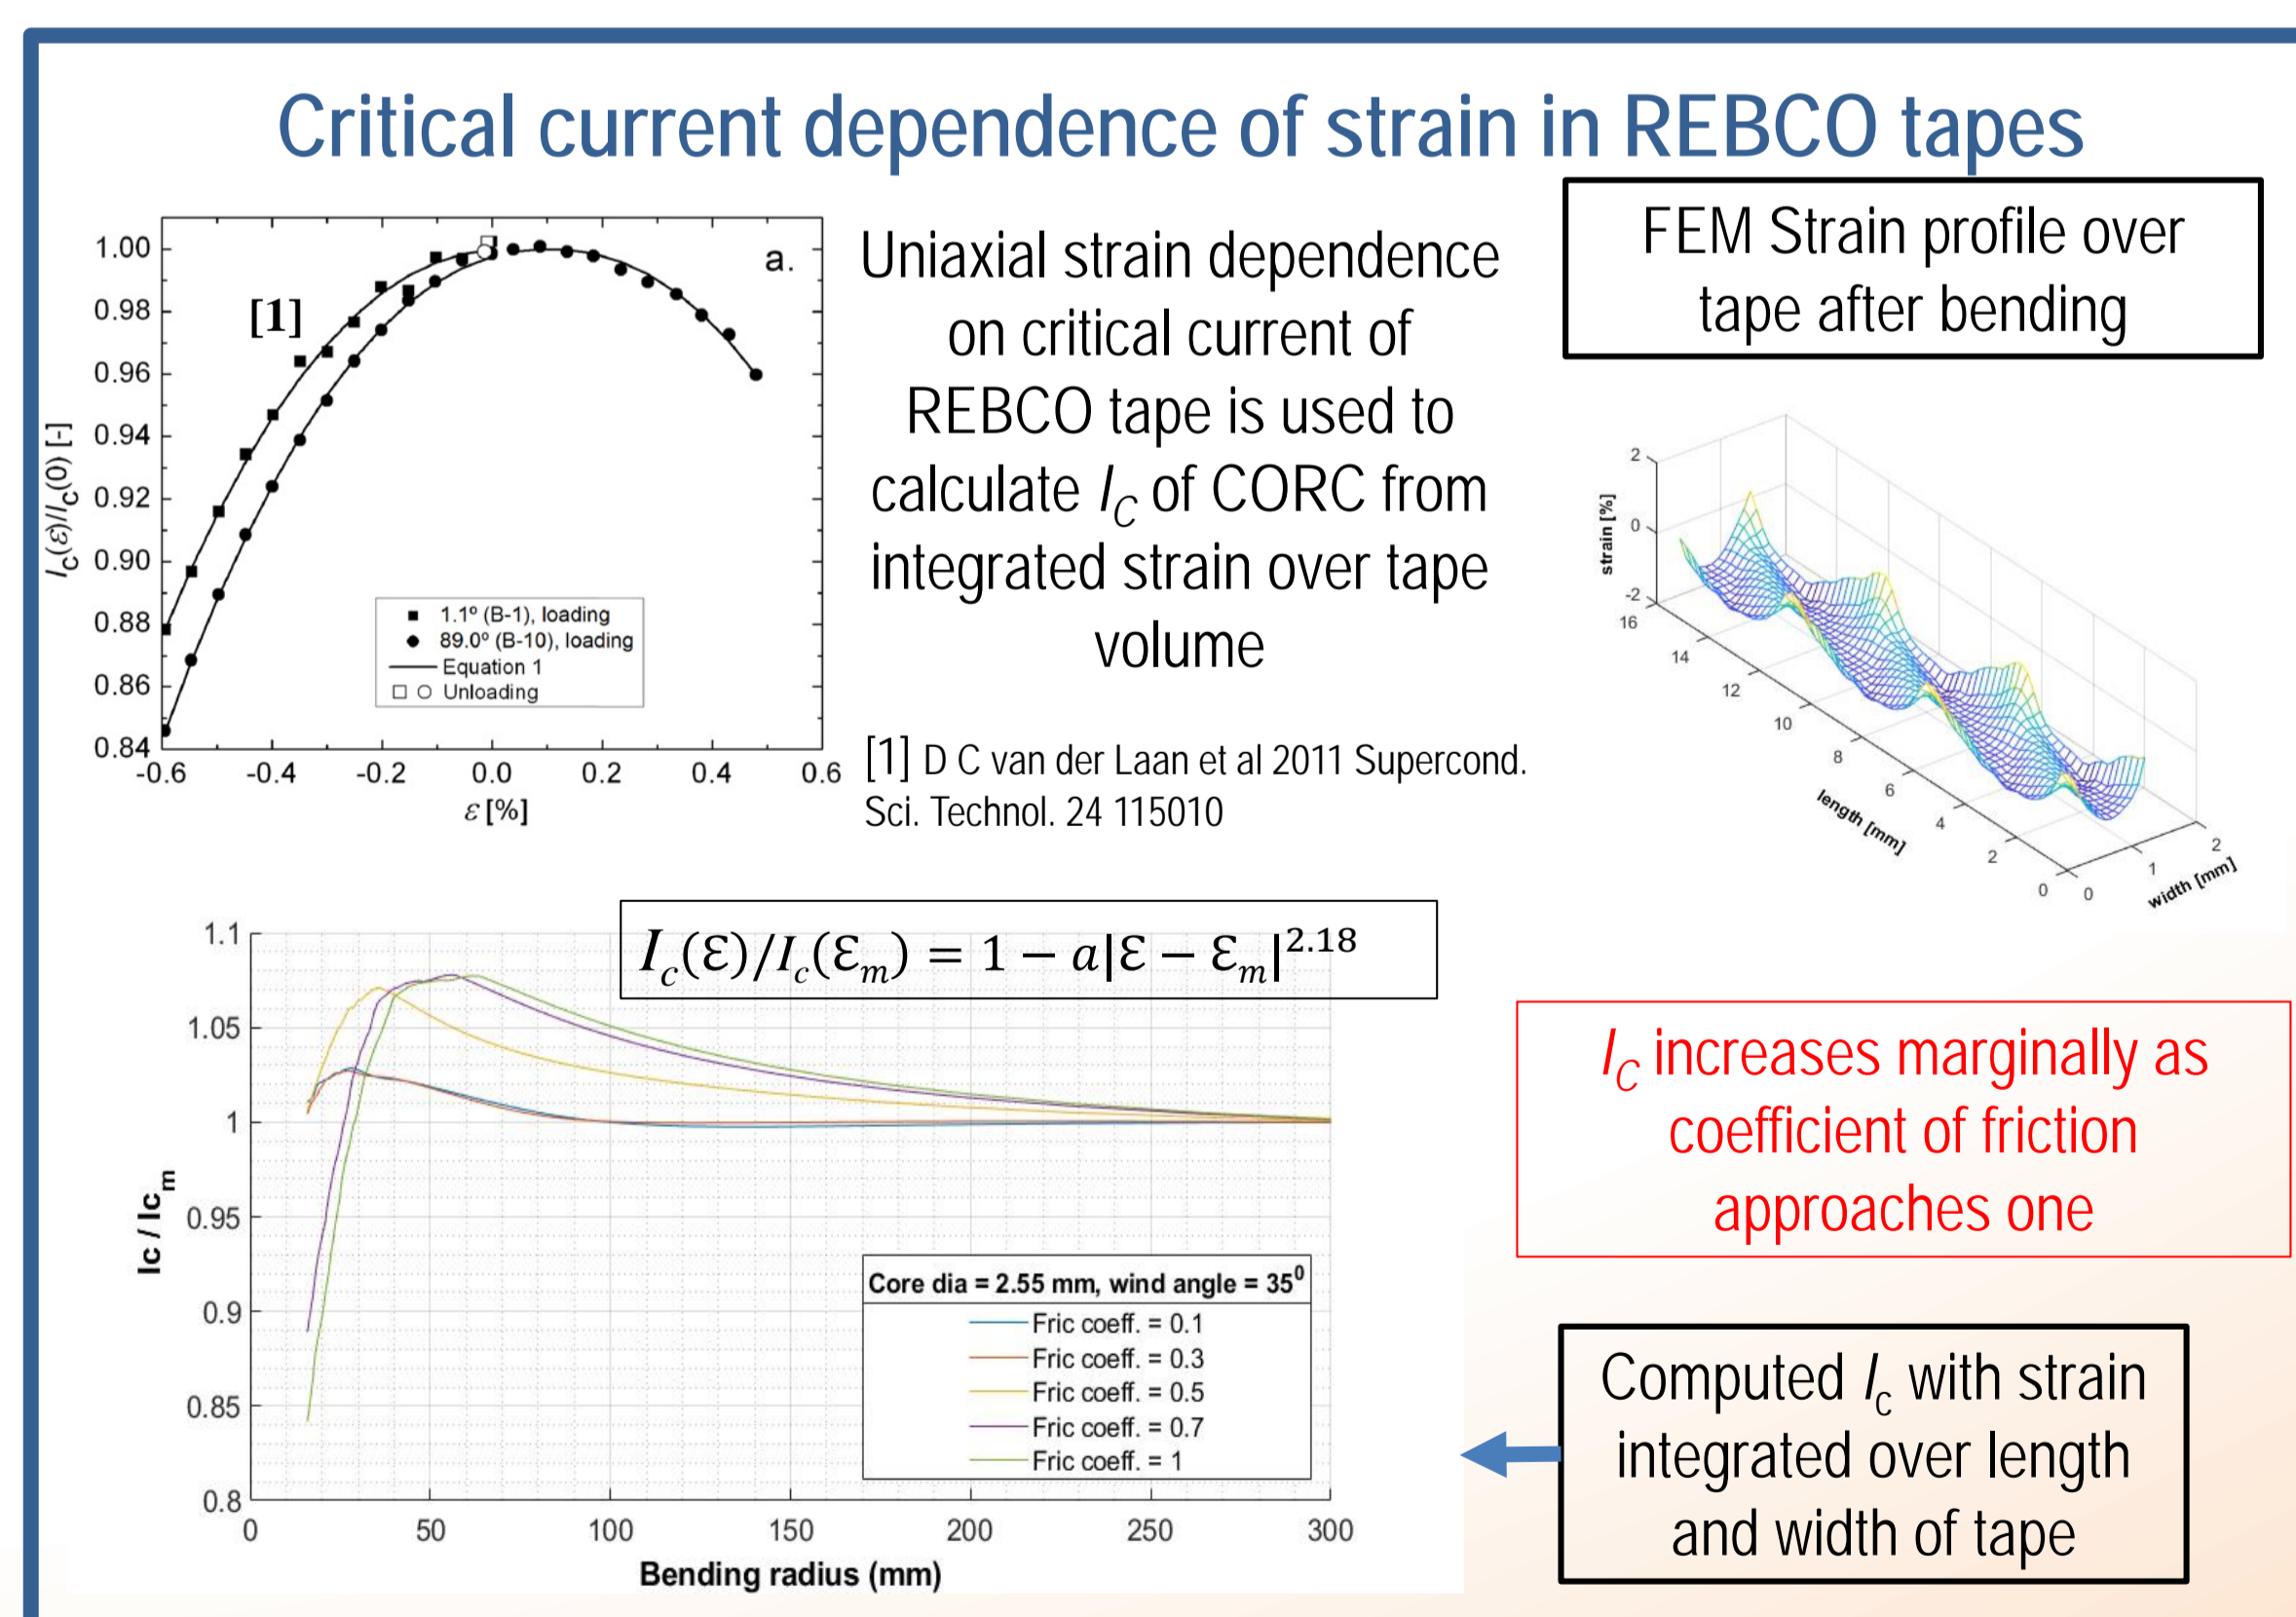 Critical current dependence of strain in REBCO tapes
1.00
0.98
0.96
0.94
0.92
0.90
0.88
0.86
0.84
-0.6
-0.4
-0.2
0.0
0.2
0.4
0.6
Ic(ε)/Ic(0) [-]
ε [%]
a.
[1]
1.1º (B-1), loading
89.0º (B-10), loading
Equation 1
Unloading
Uniaxial strain dependence
on critical current of
REBCO tape is used to
calculate IC of CORC from
integrated strain over tape
volume
[1] D C van der Laan et al 2011 Supercond.
Sci. Technol. 24 115010
FEM Strain profile over
tape after bending
strain [%]
2
0
-2
16
14
12
10
8
6
4
2
0
length [mm]
0
1
2
width [mm]
Ic(Ɛ)/Ic(Ɛm) = 1 − a|Ɛ − Ɛm|^2.18
1.1
1.05
1
0.95
0.9
0.85
0.8
Ic / Icm
0
50
100
150
200
250
300
Bending radius (mm)
Core dia = 2.55 mm, wind angle = 35⁰
Fric coeff. = 0.1
Fric coeff. = 0.3
Fric coeff. = 0.5
Fric coeff. = 0.7
Fric coeff. = 1
IC increases marginally as
coefficient of friction
approaches one
Computed Ic with strain
integrated over length
and width of tape